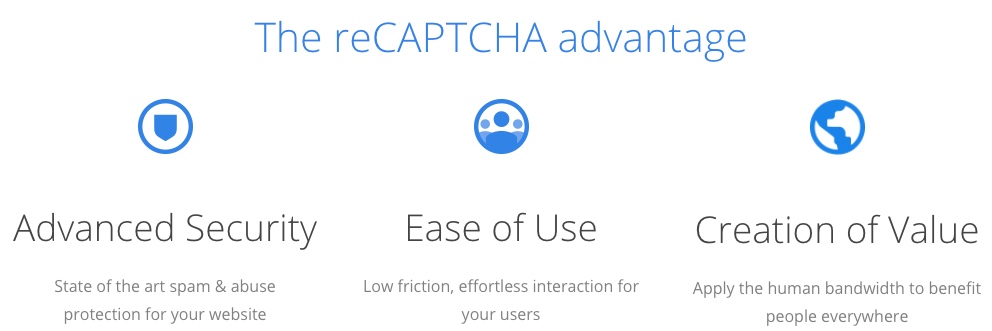 The reCAPTCHA advantage
Advanced Security
State of the art spam & abuse
protection for your website
Ease of Use
Low friction, effortless interaction for
your users
Creation of Value
Apply the human bandwidth to benefit
people everywhere